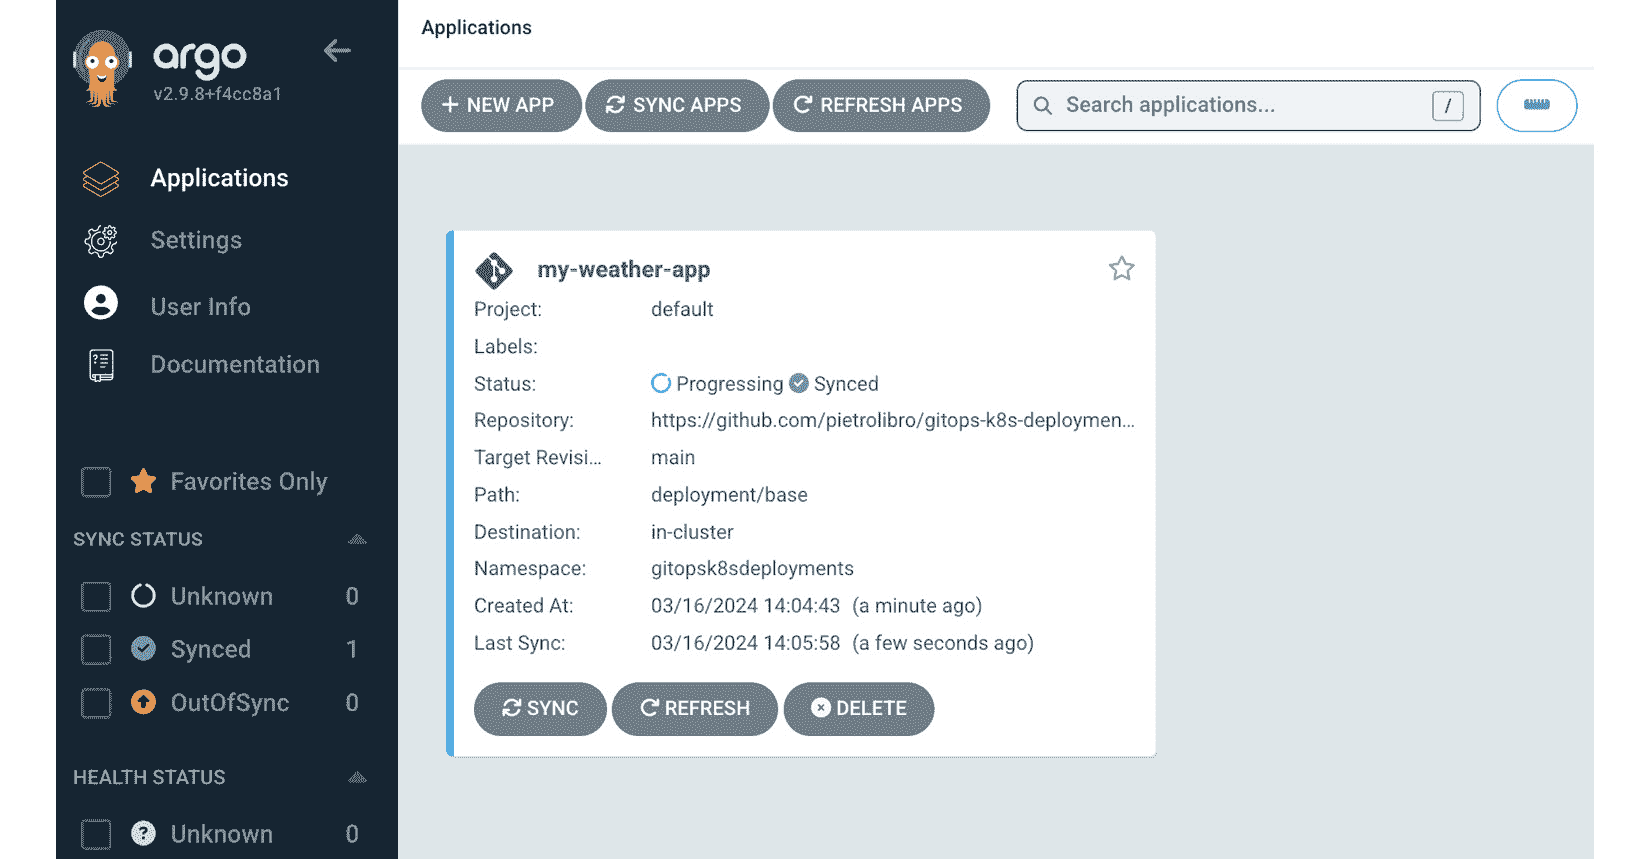 argo
v2.9.8+f4cc8a1
Applications
Settings
User Info
Documentation
Favorites Only
SYNC STATUS
Unknown 0
Synced 1
OutOfSync 0
HEALTH STATUS
Unknown 0
Applications
+ NEW APP SYNC APPS REFRESH APPS Search applications... /
my-weather-app
Project: default
Labels:
Status: Progressing Synced
Repository: https://github.com/pietrolibro/gitops-k8s-deploymen...
Target Revisi... main
Path: deployment/base
Destination: in-cluster
Namespace: gitopsk8sdeployments
Created At: 03/16/2024 14:04:43 (a minute ago)
Last Sync: 03/16/2024 14:05:58 (a few seconds ago)
SYNC REFRESH DELETE